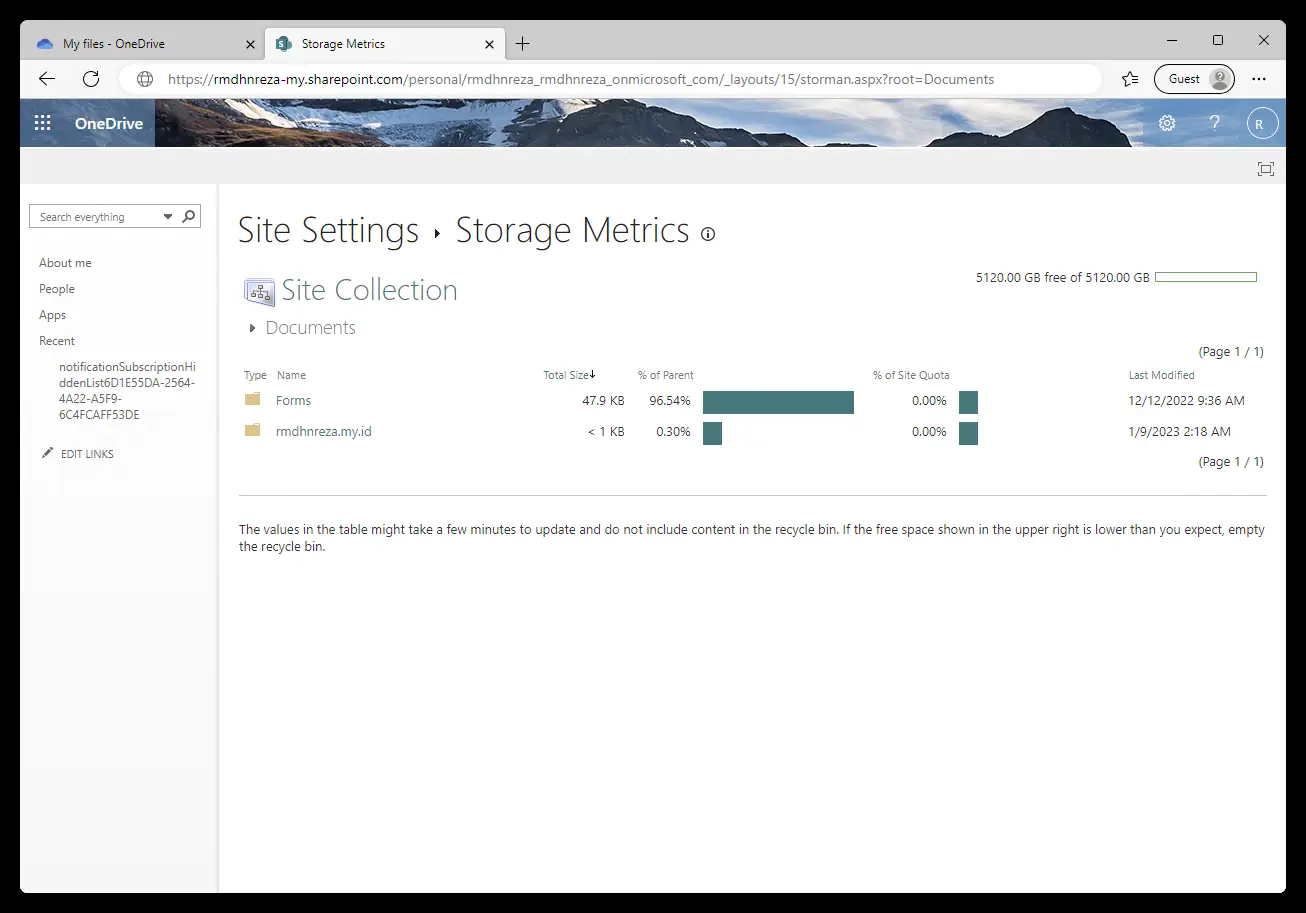 My files - OneDrive
Storage Metrics
https://rmdhnreza-my.sharepoint.com/personal/rmdhnreza_rmdhnreza_onmicrosoft_com/_layouts/15/storman.aspx?root=Documents
Guest
OneDrive
?
R
Search everything
About me
People
Apps
Recent
notificationSubscriptionHi
ddenList6D1E55DA-2564-
4A22-A5F9-
6C4FCAFF53DE
EDIT LINKS
Site Settings Storage Metrics
5120.00 GB free of 5120.00 GB
Site Collection
Documents
(Page 1 / 1)
Type Name Total Size↓ % of Parent % of Site Quota Last Modified
Forms 47.9 KB 96.54% 0.00% 12/12/2022 9:36 AM
rmdhnreza.my.id < 1 KB 0.30% 0.00% 1/9/2023 2:18 AM
(Page 1 / 1)
The values in the table might take a few minutes to update and do not include content in the recycle bin. If the free space shown in the upper right is lower than you expect, empty
the recycle bin.